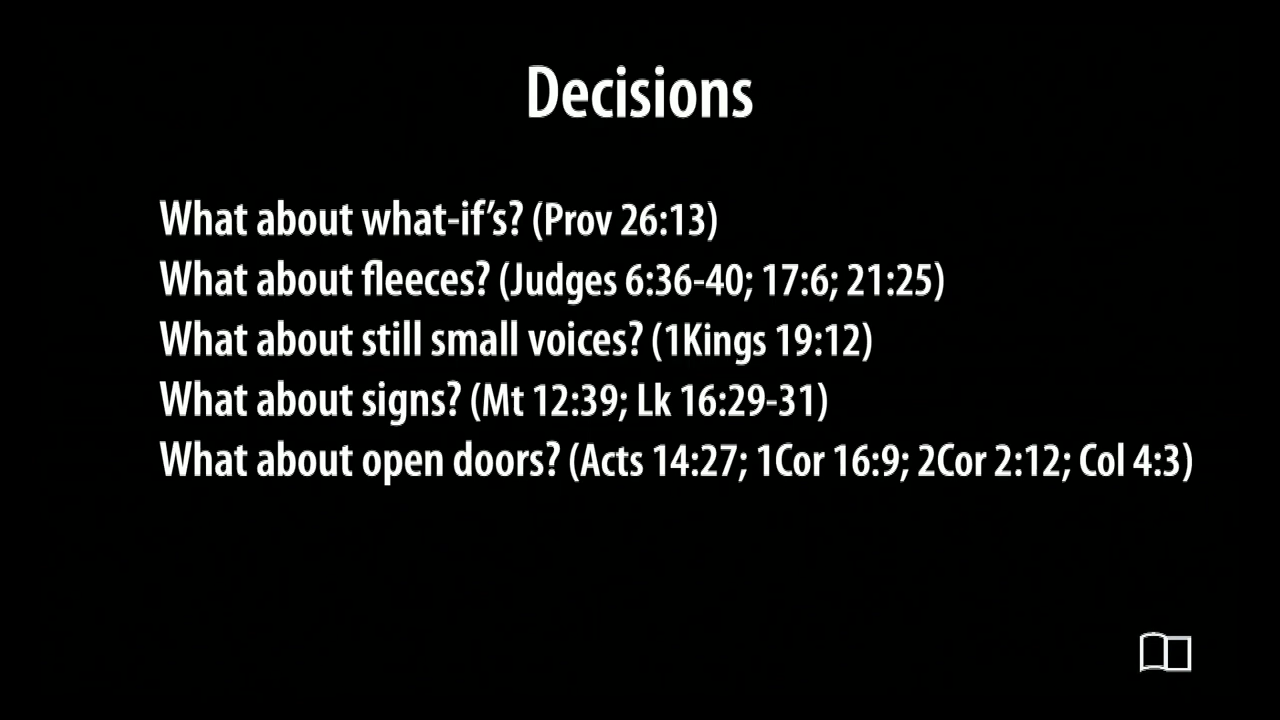 Decisions
What about what-if’s? (Prov 26:13)
What about fleeces? (Judges 6:36-40; 17:6; 21:25)
What about still small voices? (1Kings 19:12)
What about signs? (Mt 12:39; Lk 16:29-31)
What about open doors? (Acts 14:27; 1Cor 16:9; 2Cor 2:12; Col 4:3)